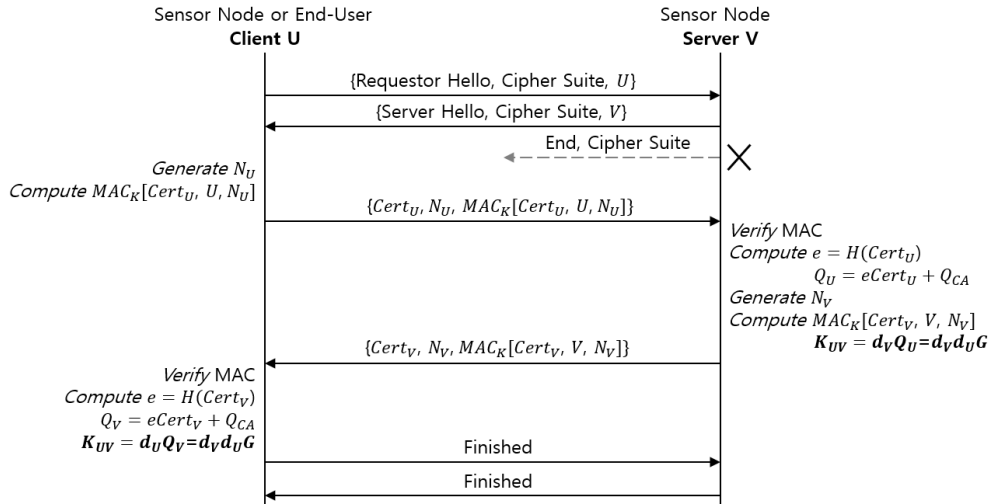 Sensor Node or End-User
Client U
Sensor Node
Server V
{Requestor Hello, Cipher Suite, U}
{Server Hello, Cipher Suite, V}
End, Cipher Suite
Generate N_U
Compute MAC_K[Cert_U, U, N_U]
{Cert_U, N_U, MAC_K[Cert_U, U, N_U]}
Verify MAC
Compute e = H(Cert_U)
Q_U = eCert_U + Q_CA
Generate N_V
Compute MAC_K[Cert_V, V, N_V]
K_UV = d_V Q_U=d_V d_U G
{Cert_V, N_V, MAC_K[Cert_V, V, N_V]}
Verify MAC
Compute e = H(Cert_V)
Q_V = eCert_V + Q_CA
K_UV = d_U Q_V=d_V d_U G
Finished
Finished